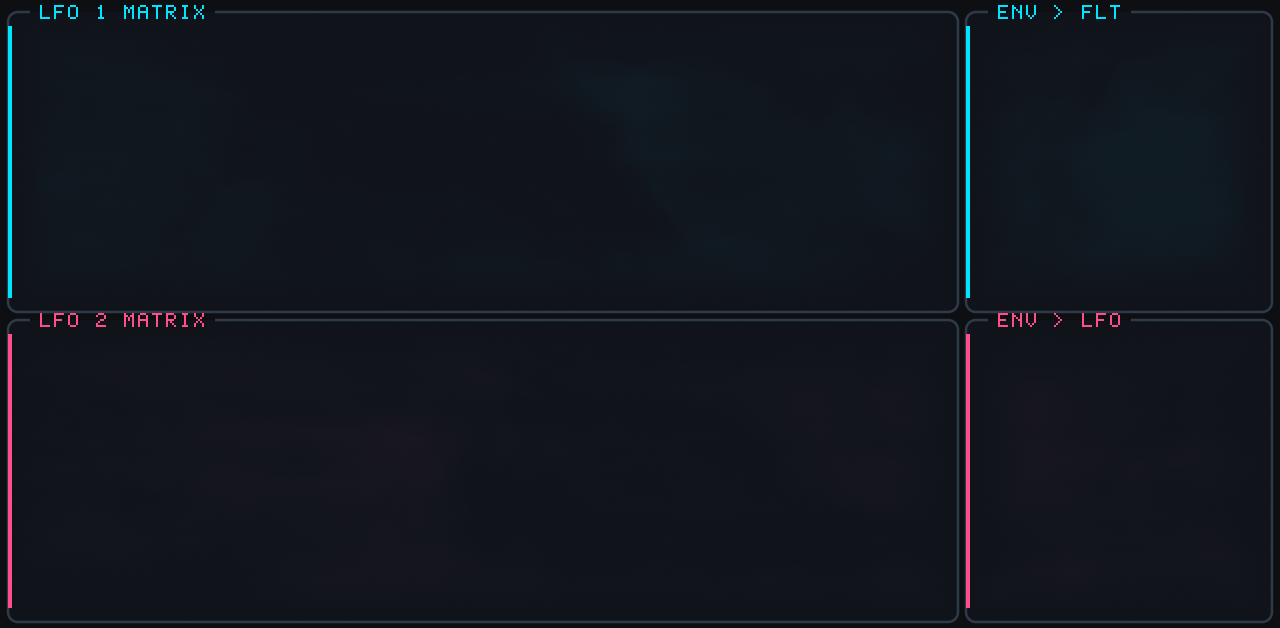 LFO 1 MATRIX
ENV > FLT
LFO 2 MATRIX
ENV > LFO